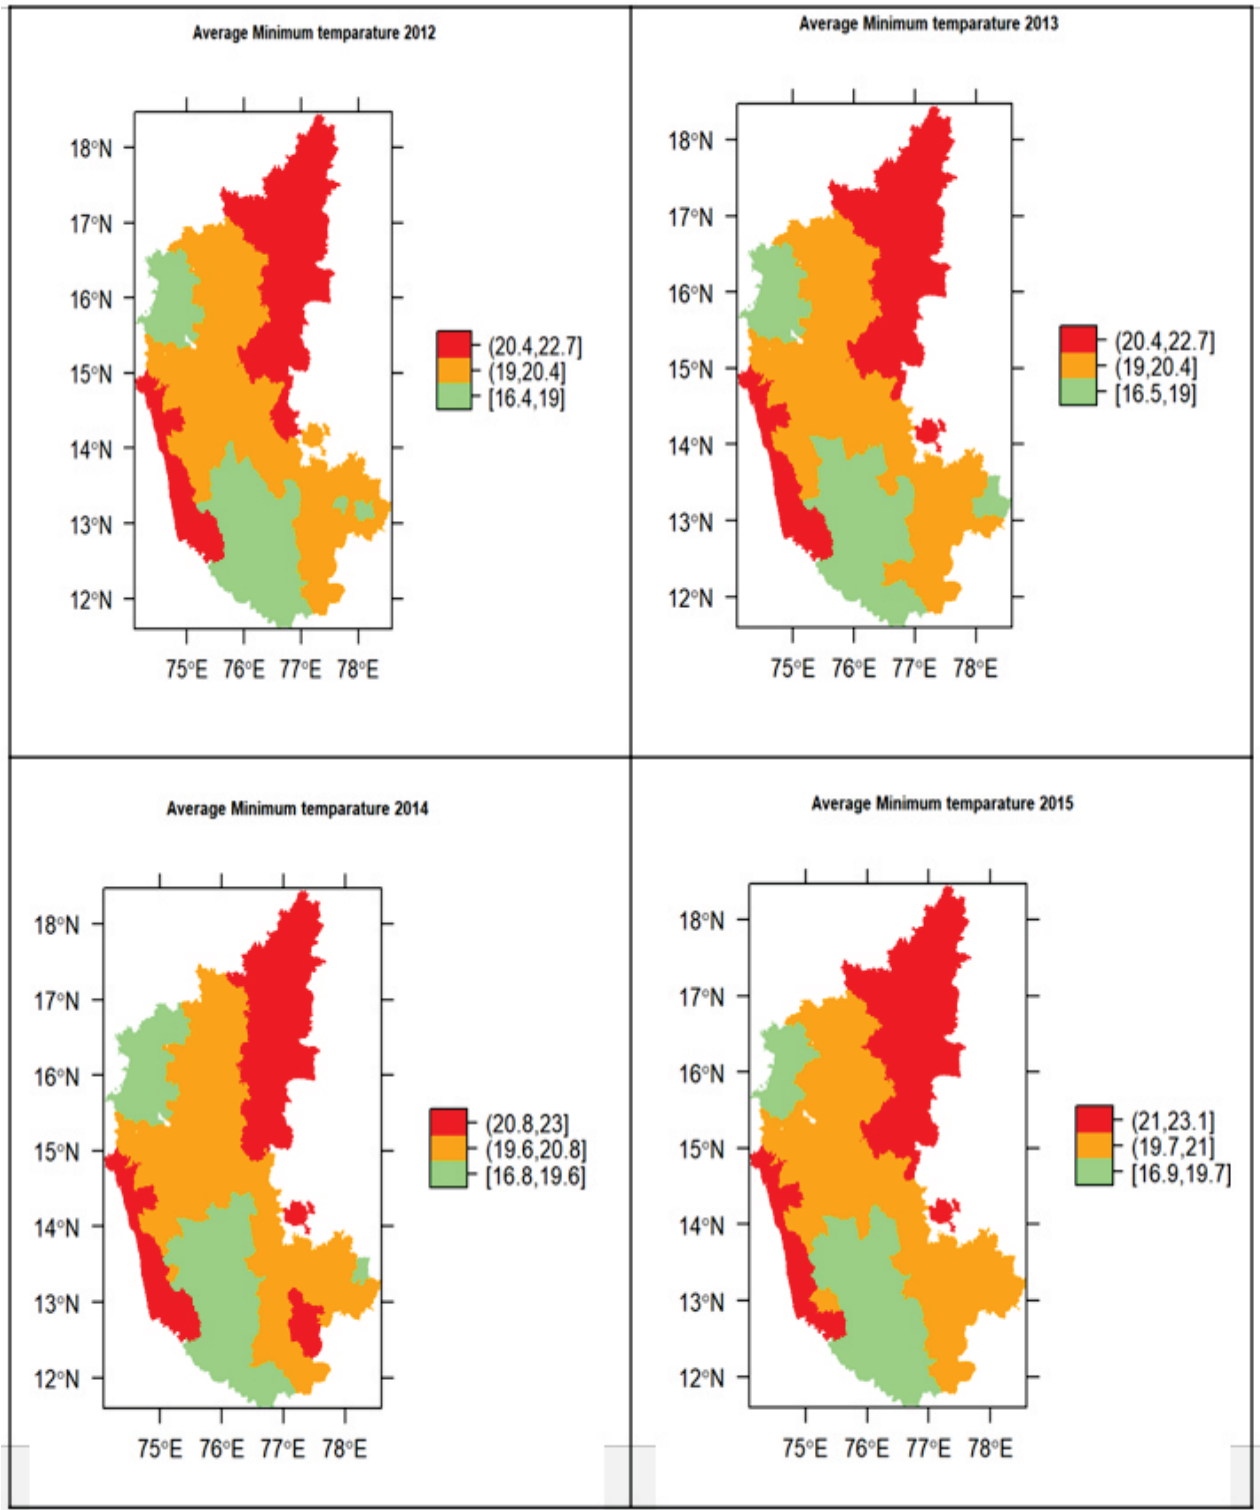 Average Minimum temparature 2012
18°N
17°N
16°N
15°N
14°N
13°N
12°N
75°E 76°E 77°E 78°E
(20.4,22.7]
(19,20.4]
[16.4,19]
Average Minimum temparature 2013
18°N
17°N
16°N
15°N
14°N
13°N
12°N
75°E 76°E 77°E 78°E
(20.4,22.7]
(19,20.4]
[16.5,19]
Average Minimum temparature 2014
18°N
17°N
16°N
15°N
14°N
13°N
12°N
75°E 76°E 77°E 78°E
(20.8,23]
(19.6,20.8]
[16.8,19.6]
Average Minimum temparature 2015
18°N
17°N
16°N
15°N
14°N
13°N
12°N
75°E 76°E 77°E 78°E
(21,23.1]
(19.7,21]
[16.9,19.7]